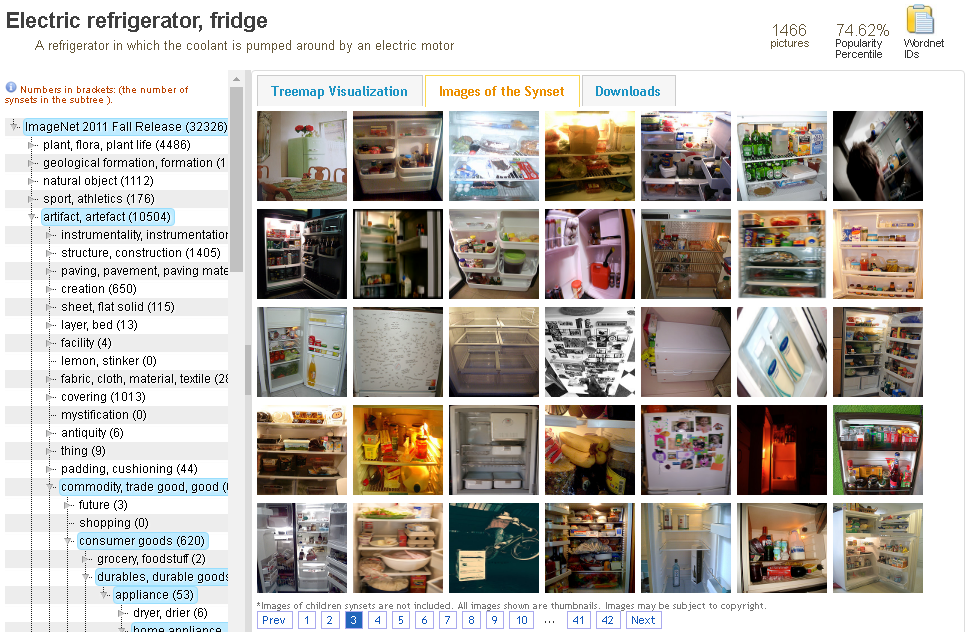 Electric refrigerator, fridge
A refrigerator in which the coolant is pumped around by an electric motor
1466
pictures
74.62%
Popularity
Percentile
Wordnet
IDs
Numbers in brackets: (the number of
synsets in the subtree ).
ImageNet 2011 Fall Release (32326)
plant, flora, plant life (4486)
geological formation, formation (1
natural object (1112)
sport, athletics (176)
artifact, artefact (10504)
instrumentality, instrumentation
structure, construction (1405)
paving, pavement, paving mate
creation (650)
sheet, flat solid (115)
layer, bed (13)
facility (4)
lemon, stinker (0)
fabric, cloth, material, textile (28
covering (1013)
mystification (0)
antiquity (6)
thing (9)
padding, cushioning (44)
commodity, trade good, good (
future (3)
shopping (0)
consumer goods (620)
grocery, foodstuff (2)
durables, durable goods
appliance (53)
dryer, drier (6)
home appliance
Treemap Visualization
Images of the Synset
Downloads
*Images of children synsets are not included. All images shown are thumbnails. Images may be subject to copyright.
Prev 1 2 3 4 5 6 7 8 9 10 ... 41 42 Next